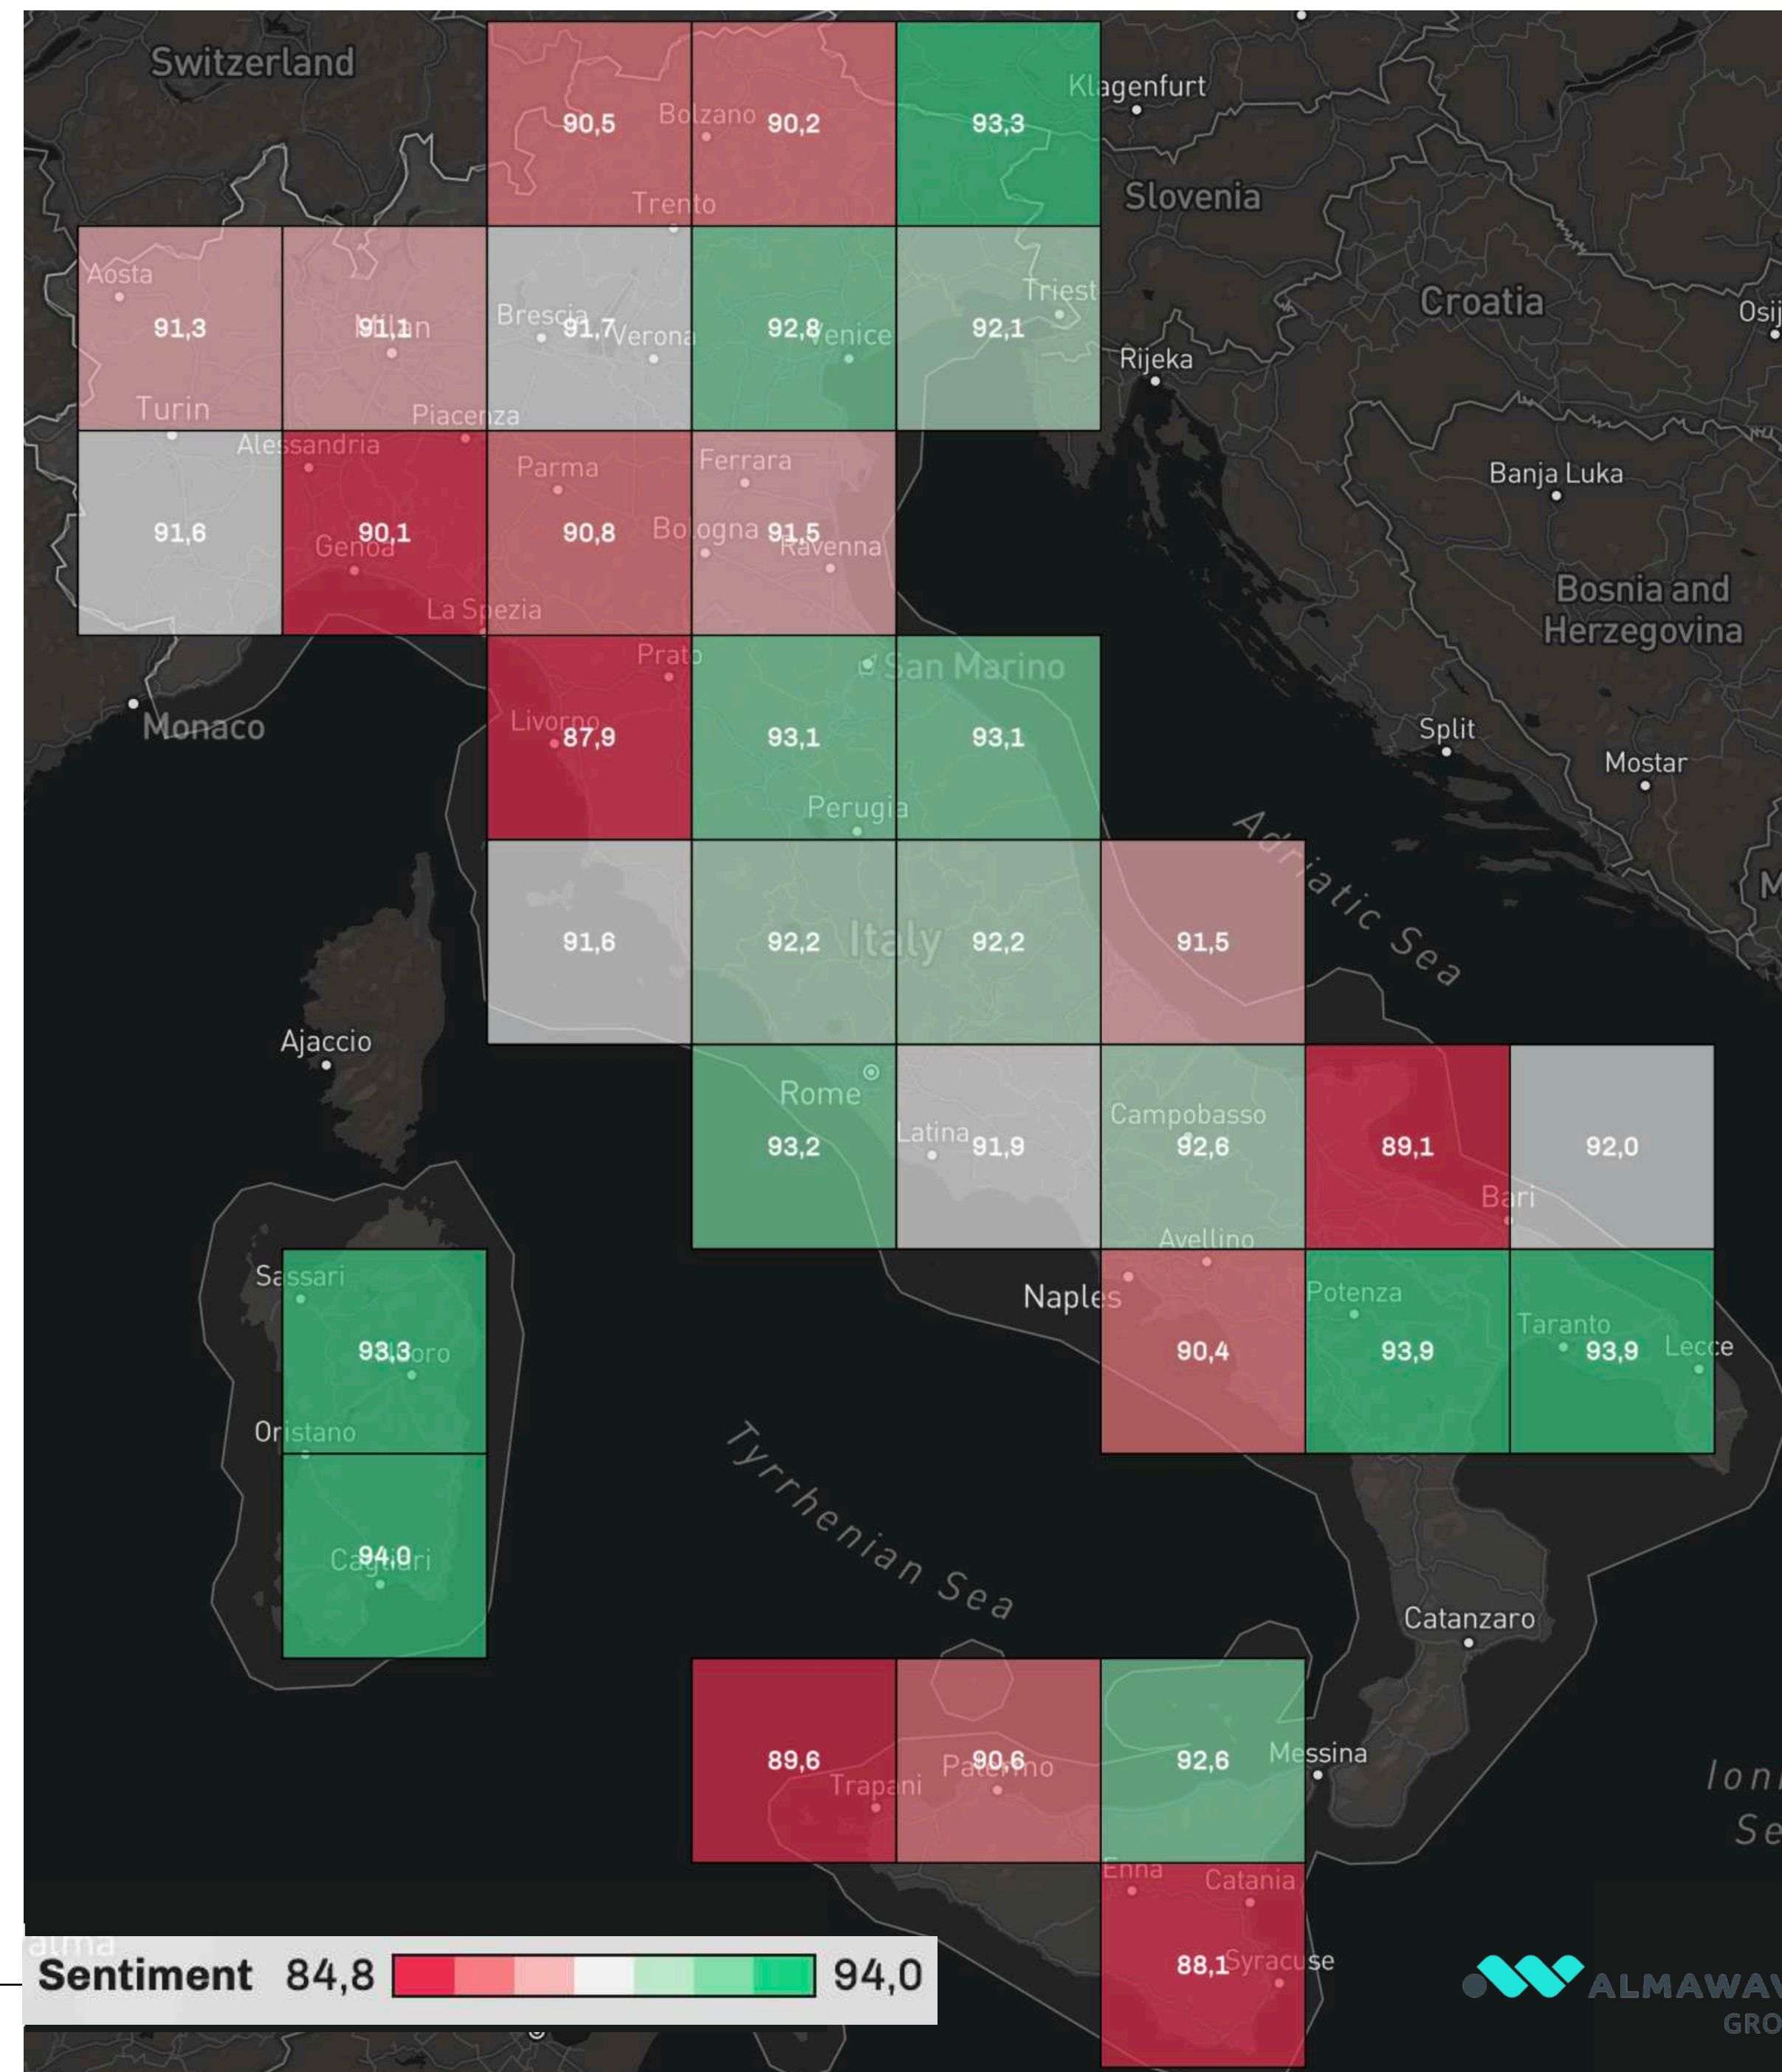 Switzerland
Klagenfurt
90,5
Bolzano
90,2
93,3
Slovenia
Trento
Aosta
91,3
Milan
91,1
Brescia
91,7
Verona
92,8
Venice
Triest
92,1
Croatia
Osij
Rijeka
Turin
Piacenza
Alessandria
Parma
Ferrara
Banja Luka
91,6
90,1
Genoa
90,8
Bologna
91,5
Ravenna
Bosnia and
Herzegovina
La Spezia
Prato
San Marino
Monaco
Livorno
87,9
93,1
93,1
Split
Mostar
Perugia
Adriatic Sea
M
91,6
92,2
Italy
92,2
91,5
Ajaccio
Rome
93,2
Latina
91,9
Campobasso
92,6
89,1
92,0
Bari
Avellino
Naples
Sassari
93,3
90,4
Potenza
93,9
Taranto
93,9
Lecce
Oristano
Tyrrhenian Sea
94,0
Cagliari
Catanzaro
89,6
Trapani
90,6
Palermo
92,6
Messina
Ioni
Se
Enna
Catania
88,1
Syracuse
Sentiment 84,8 94,0
ALMAWAV
GRO